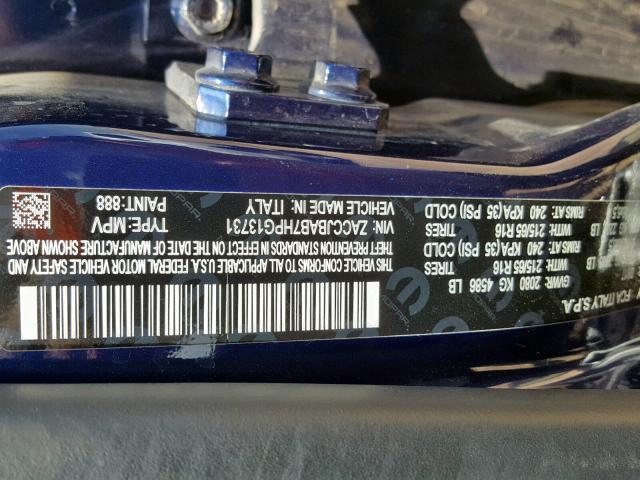 FCA ITALY S.P.A
GVWR: 2080 KG 4586 LB
WITH: 215/65 R16 TIRES
RIMS AT: 240 KPA (35 PSI) COLD
WITH: 215/65 R16 TIRES
RIMS AT: 240 KPA (35 PSI) COLD
THIS VEHICLE CONFORMS TO ALL APPLICABLE U.S.A. FEDERAL MOTOR VEHICLE SAFETY AND
THEFT PREVENTION STANDARDS IN EFFECT ON THE DATE OF MANUFACTURE SHOWN ABOVE
VIN: ZACCJBAB7HPG13731 TYPE: MPV
VEHICLE MADE IN: ITALY PAINT: 888